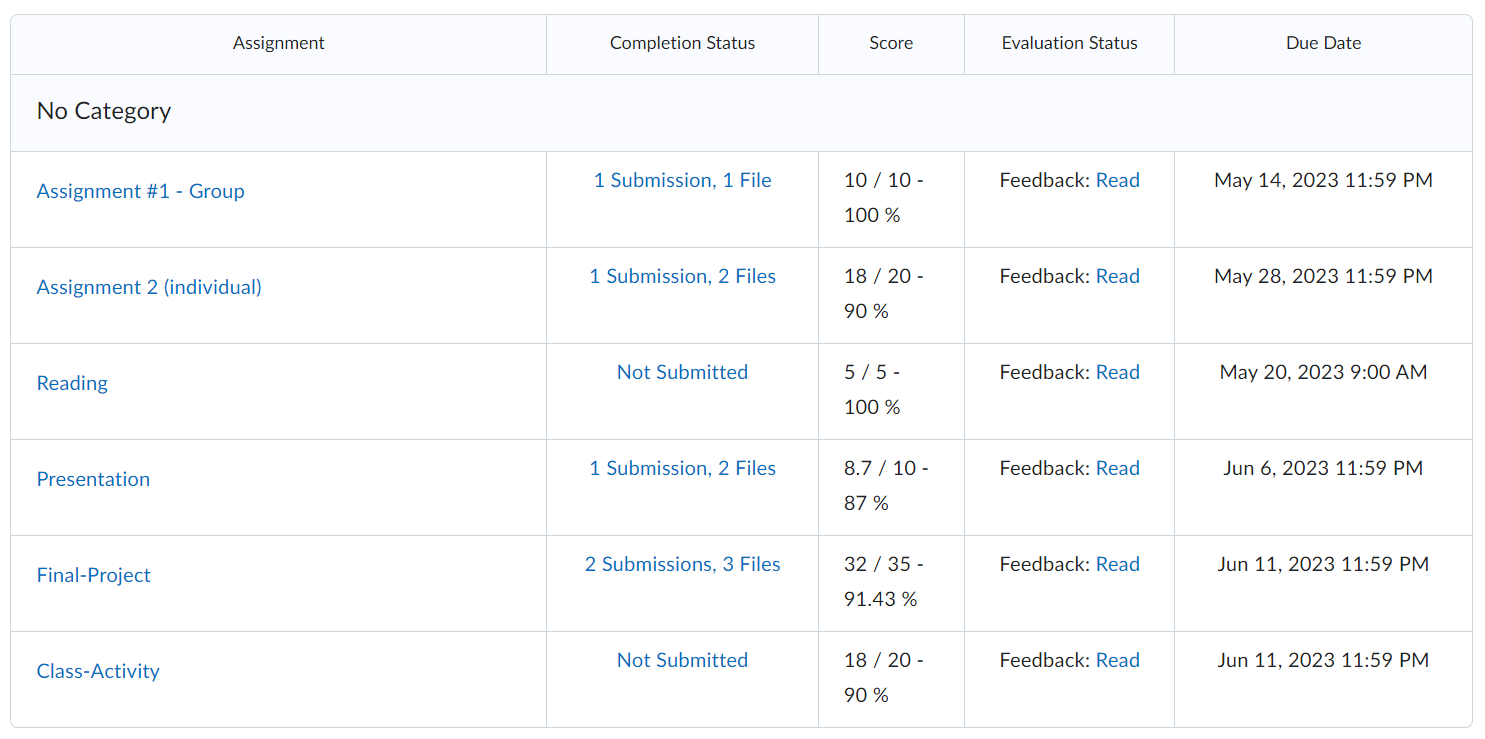 Assignment Completion Status Score Evaluation Status Due Date
No Category
Assignment #1 - Group 1 Submission, 1 File 10 / 10 - Feedback: Read May 14, 2023 11:59 PM
100 %
Assignment 2 (individual) 1 Submission, 2 Files 18 / 20 - Feedback: Read May 28, 2023 11:59 PM
90 %
Reading Not Submitted 5 / 5 - Feedback: Read May 20, 2023 9:00 AM
100 %
Presentation 1 Submission, 2 Files 8.7 / 10 - Feedback: Read Jun 6, 2023 11:59 PM
87 %
Final-Project 2 Submissions, 3 Files 32 / 35 - Feedback: Read Jun 11, 2023 11:59 PM
91.43 %
Class-Activity Not Submitted 18 / 20 - Feedback: Read Jun 11, 2023 11:59 PM
90 %